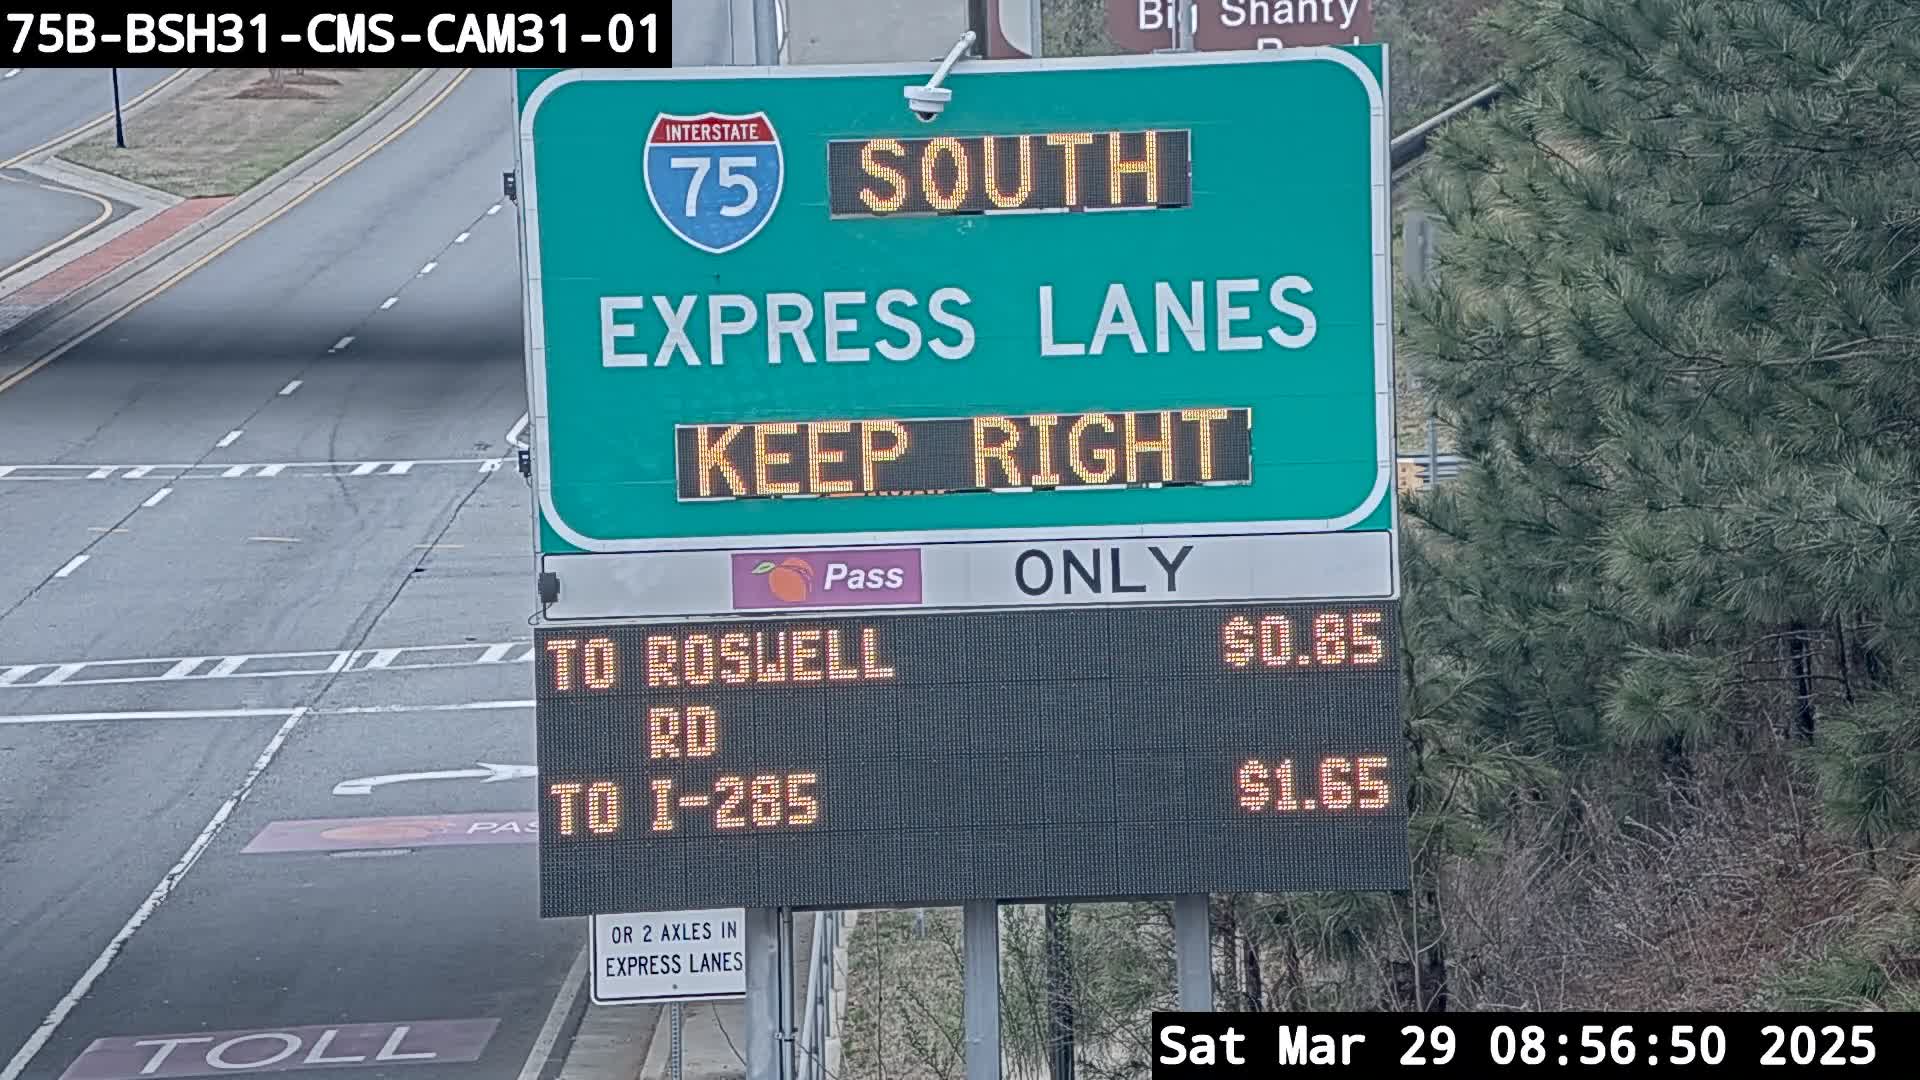 75B-BSH31-CMS-CAM31-01
Big Shanty
INTERSTATE
75
SOUTH
EXPRESS LANES
KEEP RIGHT
Pass ONLY
TO ROSWELL $0.85
RD
TO I-285 $1.65
OR 2 AXLES IN
EXPRESS LANES
TOLL
Sat Mar 29 08:56:50 2025